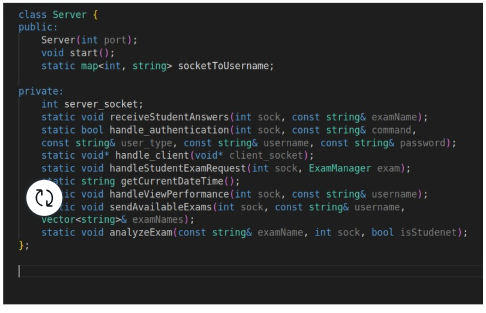 class Server {
public:
    Server(int port);
    void start();
    static map<int, string> socketToUsername;

private:
    int server_socket;
    static void receiveStudentAnswers(int sock, const string& examName);
    static bool handle_authentication(int sock, const string& command,
    const string& user_type, const string& username, const string& password);
    static void* handle_client(void* client_socket);
    static void handleStudentExamRequest(int sock, ExamManager exam);
    static string getCurrentDateTime();
    static void handleViewPerformance(int sock, const string& username);
    static void sendAvailableExams(int sock, const string& username,
    vector<string>& examNames);
    static void analyzeExam(const string& examName, int sock, bool isStudenet);
};